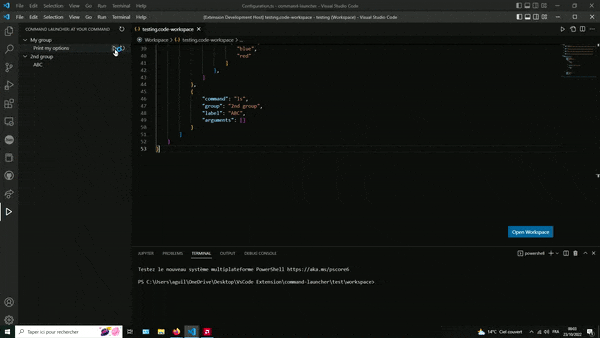 File Edit Selection View Go Run Terminal Help
Configuration.js - command-launcher - Visual Studio Code
File Edit Selection View Go Run Terminal Help
[Extension Development Host] testing.code-workspace - testing (Workspace) - Visual Studio Code
COMMAND LAUNCHER: AT YOUR COMMAND
My group
Print my options
2nd group
ABC
testing.code-workspace
Workspace > testing.code-workspace > ...
39 "blue",
40 "red"
41 ]
42 },
43 ]
44 },
45 {
46 "command": "ls",
47 "group": "2nd group",
48 "label": "ABC",
49 "arguments": []
50 }
51 ]
52 }
53 }
Open Workspace
JUPYTER PROBLEMS TERMINAL OUTPUT DEBUG CONSOLE
powershell
Testez le nouveau système multiplateforme PowerShell https://aka.ms/pscore6
PS C:\Users\aguil\OneDrive\Desktop\VsCode Extension\command-launcher\test\workspace>
Taper ici pour rechercher
14°C Ciel couvert
FRA
23/10/2022